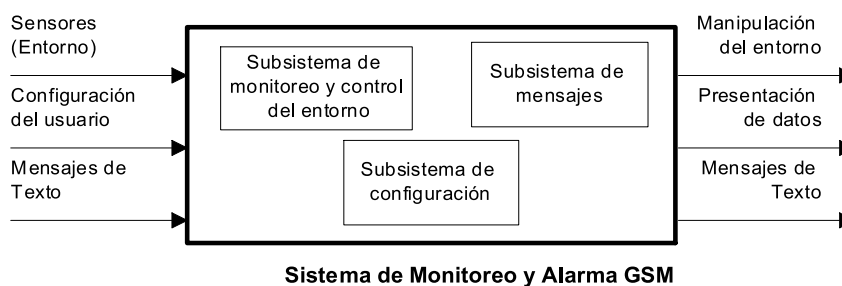 Sensores
(Entorno)
Configuración
del usuario
Mensajes de
Texto
Subsistema de
monitoreo y control
del entorno
Subsistema de
mensajes
Subsistema de
configuración
Manipulación
del entorno
Presentación
de datos
Mensajes de
Texto
Sistema de Monitoreo y Alarma GSM